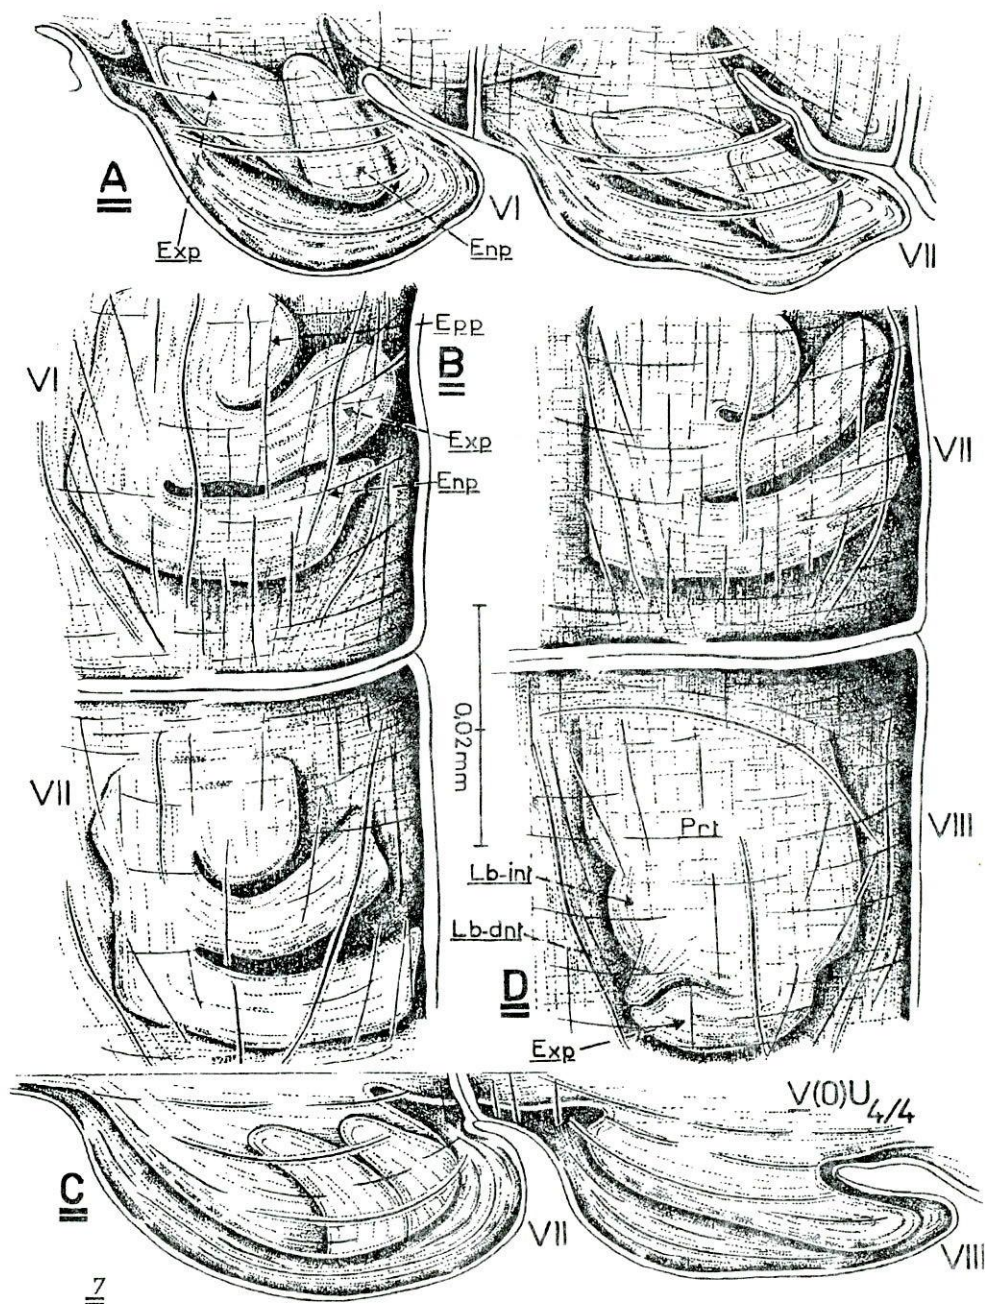 A
Exp
VI
Enp
VII
VI
Epp
B
Exp
Enp
VII
0,02mm
VII
Prt
VIII
Lb-int
Lb-dnt
D
Exp
V(0)U4/4
C
VII
VIII
7